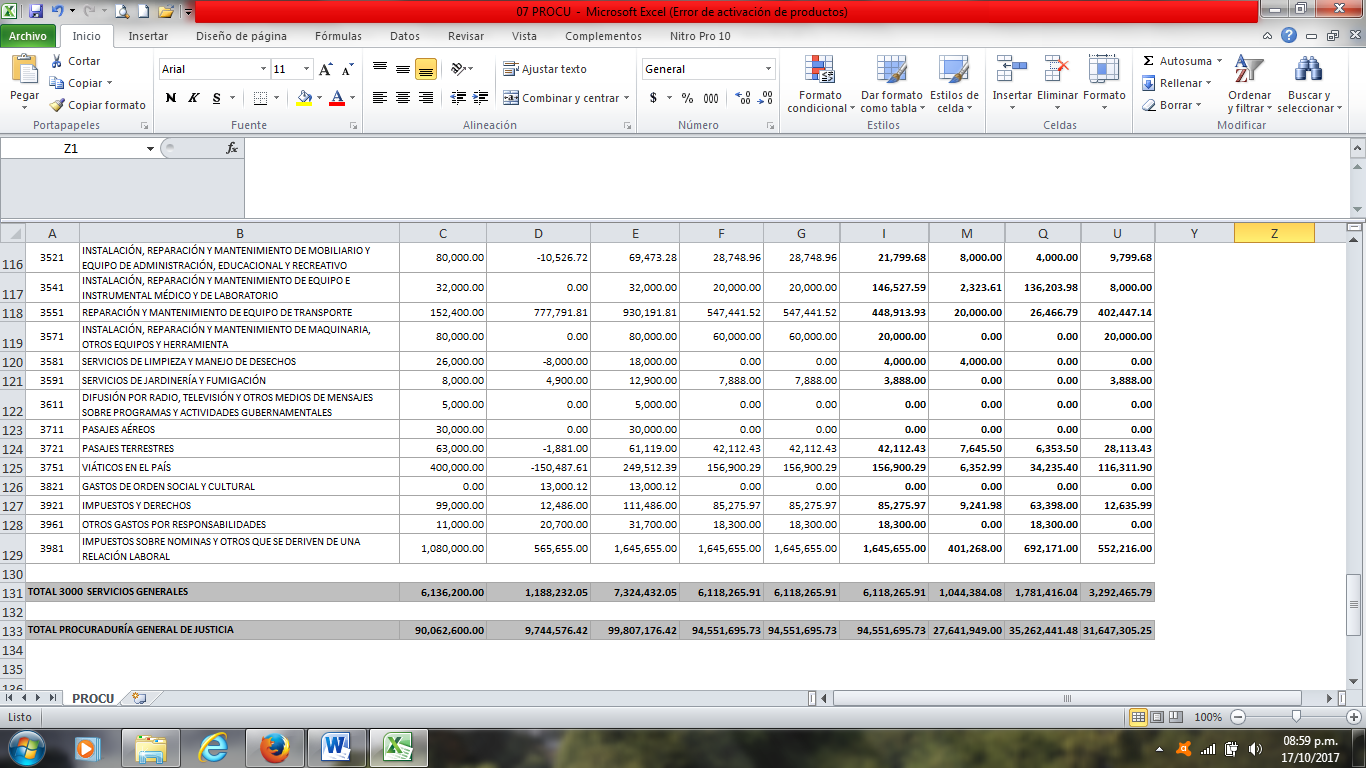 07 PROCU - Microsoft Excel (Error de activación de productos)
Archivo Inicio Insertar Diseño de página Fórmulas Datos Revisar Vista Complementos Nitro Pro 10
Pegar
Cortar
Copiar
Copiar formato
Portapapeles
Arial 11
N K S
Fuente
Ajustar texto
Combinar y centrar
Alineación
General
$ % 000
Número
Formato condicional
Dar formato como tabla
Estilos de celda
Estilos
Insertar Eliminar Formato
Celdas
Autosuma
Rellenar
Borrar
Ordenar y filtrar
Buscar y seleccionar
Modificar
Z1 fx
A B C D E F G I M Q U Y Z
116 3521 INSTALACIÓN, REPARACIÓN Y MANTENIMIENTO DE MOBILIARIO Y
EQUIPO DE ADMINISTRACIÓN, EDUCACIONAL Y RECREATIVO 80,000.00 -10,526.72 69,473.28 28,748.96 28,748.96 21,799.68 8,000.00 4,000.00 9,799.68
117 3541 INSTALACIÓN, REPARACIÓN Y MANTENIMIENTO DE EQUIPO E
INSTRUMENTAL MÉDICO Y DE LABORATORIO 32,000.00 0.00 32,000.00 20,000.00 20,000.00 146,527.59 2,323.61 136,203.98 8,000.00
118 3551 REPARACIÓN Y MANTENIMIENTO DE EQUIPO DE TRANSPORTE 152,400.00 777,791.81 930,191.81 547,441.52 547,441.52 448,913.93 20,000.00 26,466.79 402,447.14
119 3571 INSTALACIÓN, REPARACIÓN Y MANTENIMIENTO DE MAQUINARIA,
OTROS EQUIPOS Y HERRAMIENTA 80,000.00 0.00 80,000.00 60,000.00 60,000.00 20,000.00 0.00 0.00 20,000.00
120 3581 SERVICIOS DE LIMPIEZA Y MANEJO DE DESECHOS 26,000.00 -8,000.00 18,000.00 0.00 0.00 4,000.00 4,000.00 0.00 0.00
121 3591 SERVICIOS DE JARDINERÍA Y FUMIGACIÓN 8,000.00 4,900.00 12,900.00 7,888.00 7,888.00 3,888.00 0.00 0.00 3,888.00
122 3611 DIFUSIÓN POR RADIO, TELEVISIÓN Y OTROS MEDIOS DE MENSAJES
SOBRE PROGRAMAS Y ACTIVIDADES GUBERNAMENTALES 5,000.00 0.00 5,000.00 0.00 0.00 0.00 0.00 0.00 0.00
123 3711 PASAJES AÉREOS 30,000.00 0.00 30,000.00 0.00 0.00 0.00 0.00 0.00 0.00
124 3721 PASAJES TERRESTRES 63,000.00 -1,881.00 61,119.00 42,112.43 42,112.43 42,112.43 7,645.50 6,353.50 28,113.43
125 3751 VIÁTICOS EN EL PAÍS 400,000.00 -150,487.61 249,512.39 156,900.29 156,900.29 156,900.29 6,352.99 34,235.40 116,311.90
126 3821 GASTOS DE ORDEN SOCIAL Y CULTURAL 0.00 13,000.12 13,000.12 0.00 0.00 0.00 0.00 0.00 0.00
127 3921 IMPUESTOS Y DERECHOS 99,000.00 12,486.00 111,486.00 85,275.97 85,275.97 85,275.97 9,241.98 63,398.00 12,635.99
128 3961 OTROS GASTOS POR RESPONSABILIDADES 11,000.00 20,700.00 31,700.00 18,300.00 18,300.00 18,300.00 0.00 18,300.00 0.00
129 3981 IMPUESTOS SOBRE NOMINAS Y OTROS QUE SE DERIVEN DE UNA
RELACIÓN LABORAL 1,080,000.00 565,655.00 1,645,655.00 1,645,655.00 1,645,655.00 1,645,655.00 401,268.00 692,171.00 552,216.00
130
131 TOTAL 3000 SERVICIOS GENERALES 6,136,200.00 1,188,232.05 7,324,432.05 6,118,265.91 6,118,265.91 6,118,265.91 1,044,384.08 1,781,416.04 3,292,465.79
132
133 TOTAL PROCURADURÍA GENERAL DE JUSTICIA 90,062,600.00 9,744,576.42 99,807,176.42 94,551,695.73 94,551,695.73 94,551,695.73 27,641,949.00 35,262,441.48 31,647,305.25
134
135
136
PROCU
Listo 100%
08:59 p.m.
17/10/2017